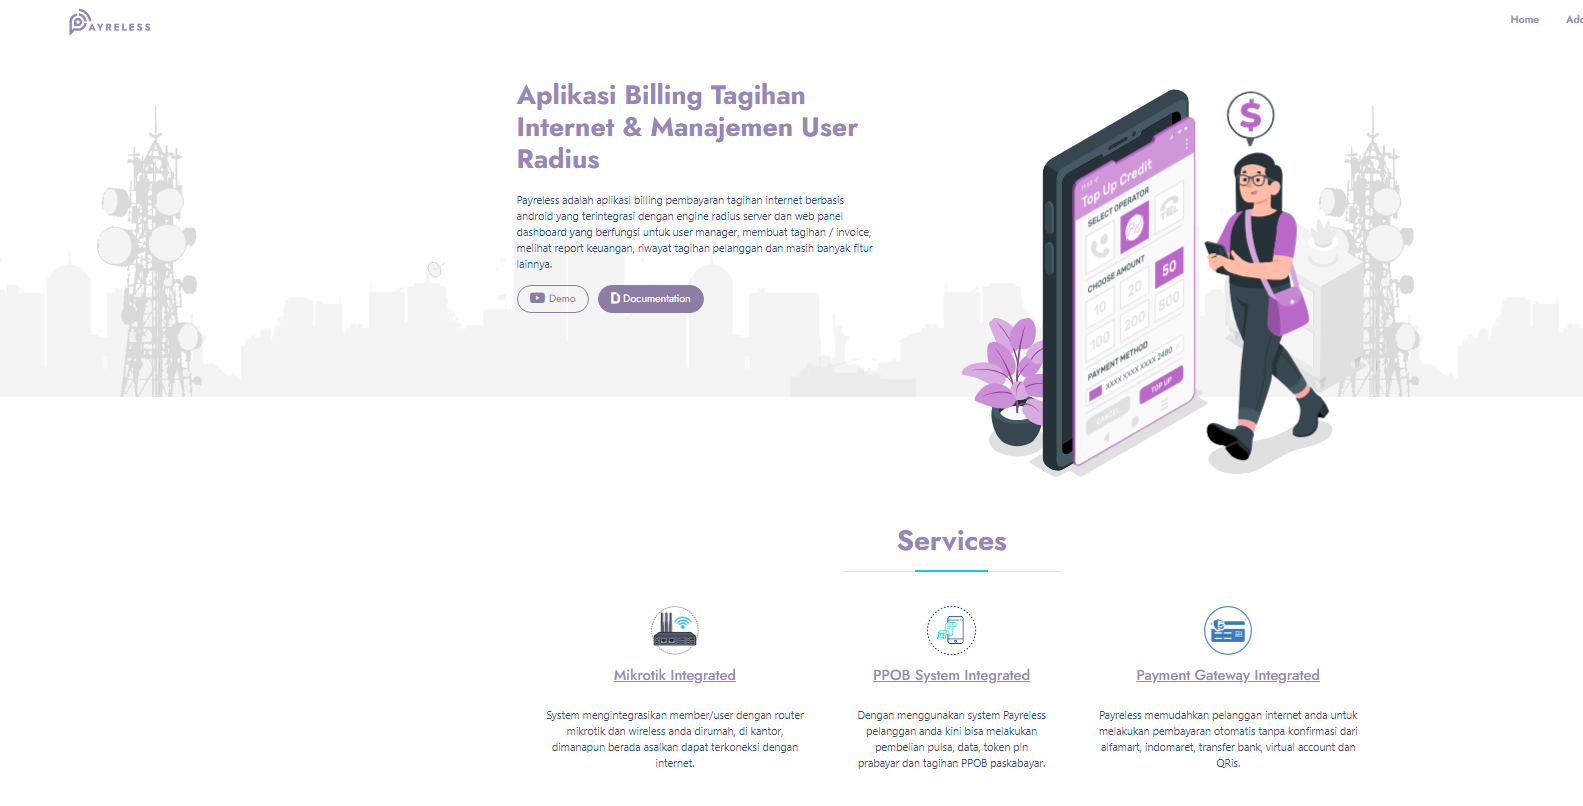 PAYRELESS
Home
Aplikasi Billing Tagihan
Internet & Manajemen User
Radius
Payreless adalah aplikasi billing pembayaran tagihan internet berbasis
android yang terintegrasi dengan engine radius server dan web panel
dashboard yang berfungsi untuk user manager, membuat tagihan / invoice,
melihat report keuangan, riwayat tagihan pelanggan dan masih banyak fitur
lainnya.
Demo
D Documentation
$
Top Up Credit
SELECT OPERATOR
TEL
CHOOSE AMOUNT
10 20 50
100 200 500
PAYMENT METHOD
XXXX XXXX XXXX 2480
CANCEL
TOP UP
Services
Mikrotik Integrated
System mengintegrasikan member/user dengan router
mikrotik dan wireless anda dirumah, di kantor,
dimanapun berada asalkan dapat terkoneksi dengan
internet.
PPOB System Integrated
Dengan menggunakan system Payreless
pelanggan anda kini bisa melakukan
pembelian pulsa, data, token pln
prabayar dan tagihan PPOB paskabayar.
Payment Gateway Integrated
Payreless memudahkan pelanggan internet anda untuk
melakukan pembayaran otomatis tanpa konfirmasi dari
alfamart, indomaret, transfer bank, virtual account dan
QRis.